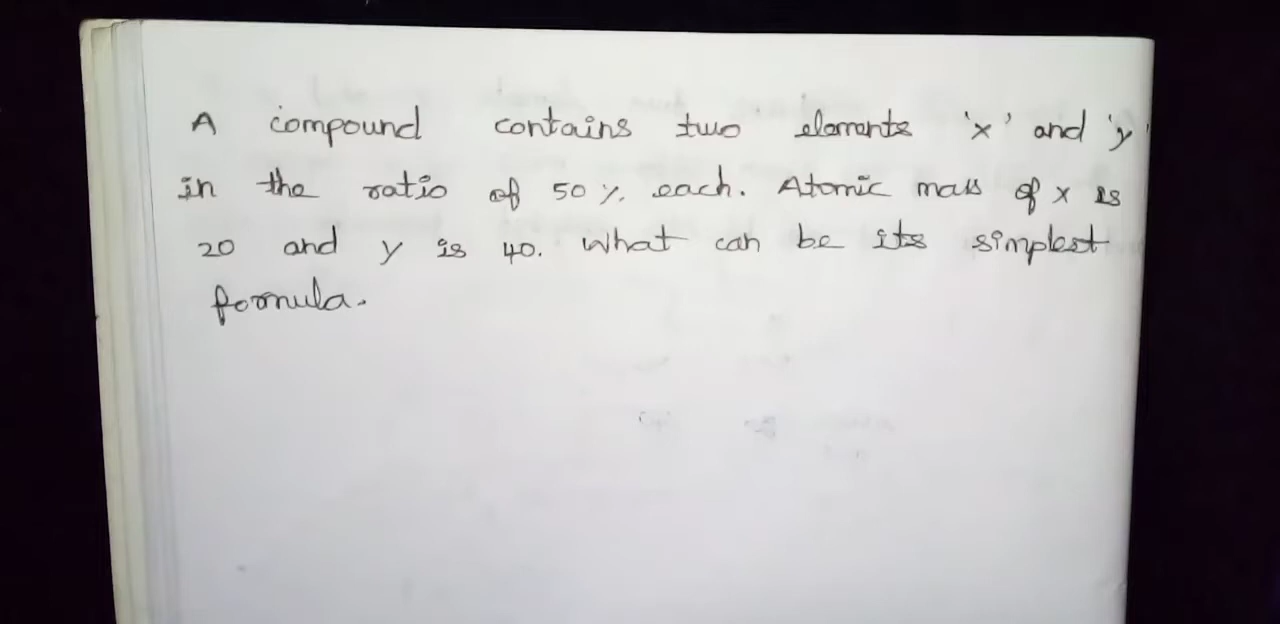 A compound contains two elements 'x' and 'y'
in the ratio of 50%. each. Atomic mass of x is
20 and y is 40. What can be its simplest
formula.